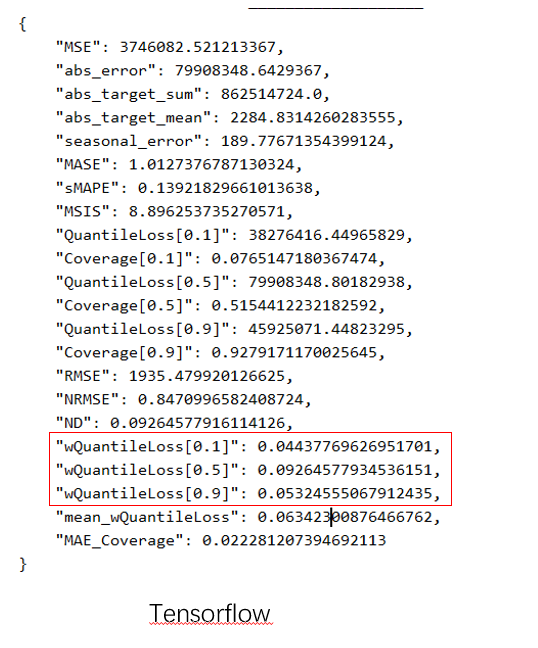 {
"MSE": 3746082.521213367,
"abs_error": 79908348.6429367,
"abs_target_sum": 862514724.0,
"abs_target_mean": 2284.8314260283555,
"seasonal_error": 189.77671354399124,
"MASE": 1.0127376787130324,
"sMAPE": 0.13921829661013638,
"MSIS": 8.896253735270571,
"QuantileLoss[0.1]": 38276416.44965829,
"Coverage[0.1]": 0.0765147180367474,
"QuantileLoss[0.5]": 79908348.80182938,
"Coverage[0.5]": 0.5154412232182592,
"QuantileLoss[0.9]": 45925071.44823295,
"Coverage[0.9]": 0.9279171170025645,
"RMSE": 1935.479920126625,
"NRMSE": 0.8470996582408724,
"ND": 0.09264577916114126,
"wQuantileLoss[0.1]": 0.04437769626951701,
"wQuantileLoss[0.5]": 0.09264577934536151,
"wQuantileLoss[0.9]": 0.05324555067912435,
"mean_wQuantileLoss": 0.06342300876466762,
"MAE_Coverage": 0.022281207394692113
}
Tensorflow